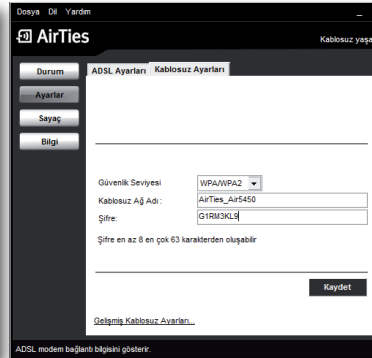 Dosya Dil Yardım
AirTies
Kablosuz yaşa
Durum
ADSL Ayarları Kablosuz Ayarları
Ayarlar
Sayaç
Bilgi
Güvenlik Seviyesi WPA/WPA2
Kablosuz Ağ Adı : AirTies_Air5450
Şifre: G1RM3KL9
Şifre en az 8 en çok 63 karakterden oluşabilir
Kaydet
Gelişmiş Kablosuz Ayarları...
ADSL modem bağlantı bilgisini gösterir.